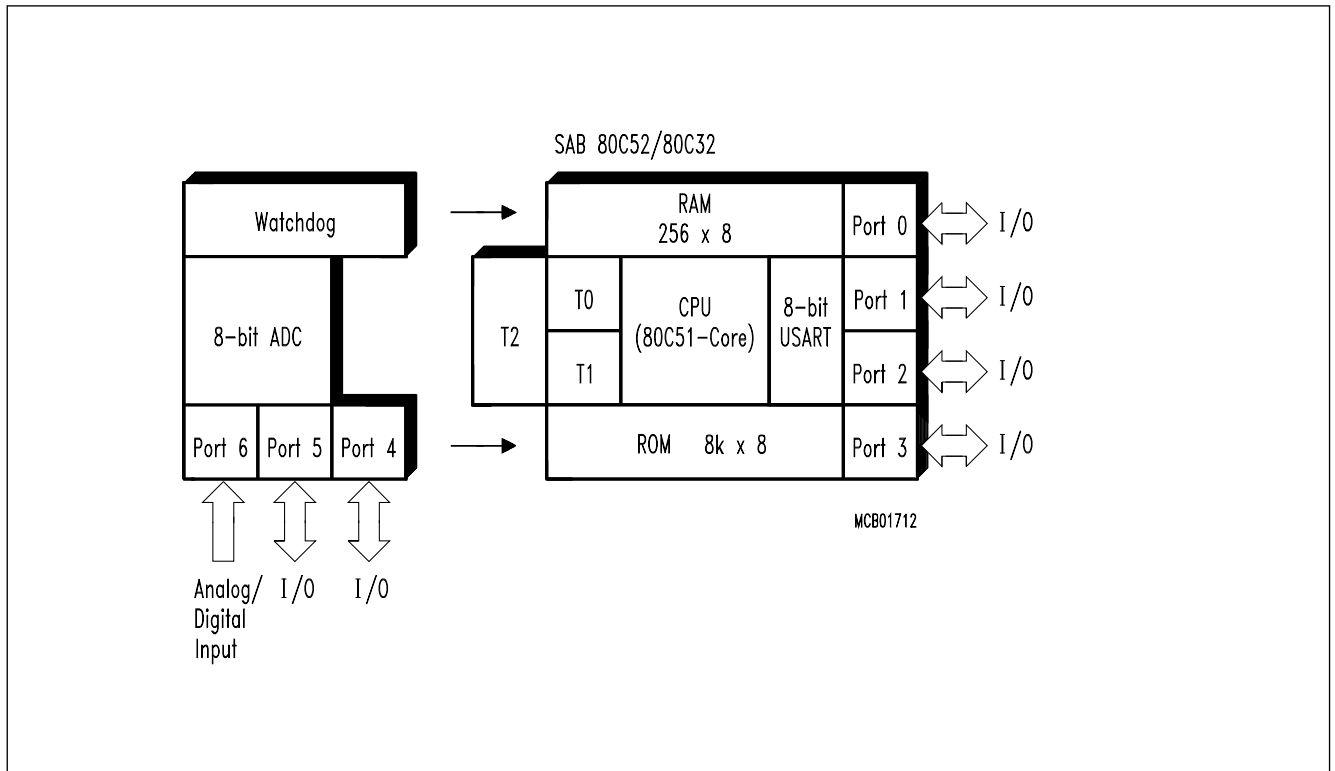 SAB 80C52/80C32
Watchdog
8-bit ADC
Port 6
Port 5
Port 4
Analog/
Digital
Input
I/O
I/O
RAM
256 x 8
T2
T0
T1
CPU
(80C51-Core)
8-bit
USART
ROM 8k x 8
Port 0
I/O
Port 1
I/O
Port 2
I/O
Port 3
I/O
MCB01712